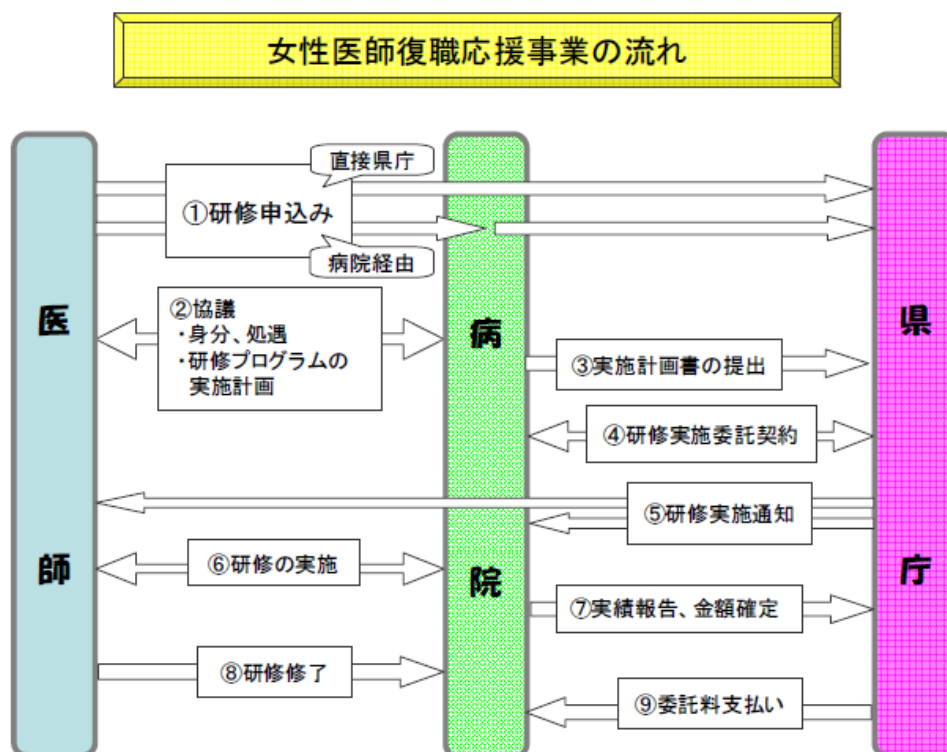 女性医師復職応援事業の流れ
医師
病院
県庁
直接県庁
①研修申込み
病院経由
②協議
・身分、処遇
・研修プログラムの
実施計画
③実施計画書の提出
④研修実施委託契約
⑤研修実施通知
⑥研修の実施
⑦実績報告、金額確定
⑧研修修了
⑨委託料支払い